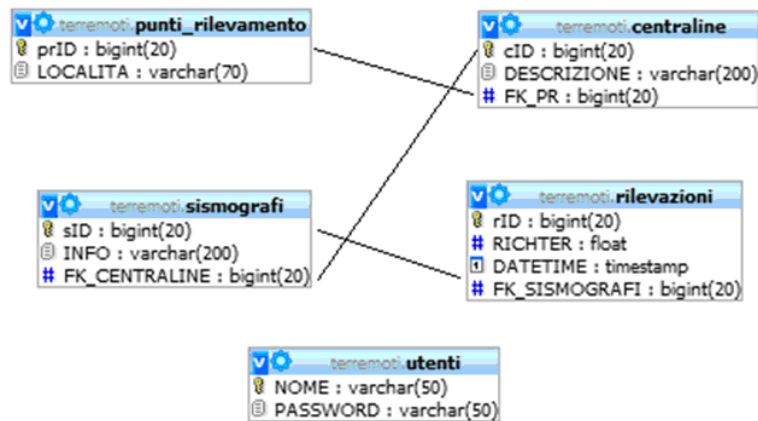 terremoti.punti_rilevamento
prID : bigint(20)
LOCALITA : varchar(70)
terremoti.centraline
cID : bigint(20)
DESCRIZIONE : varchar(200)
# FK_PR : bigint(20)
terremoti.sismografi
sID : bigint(20)
INFO : varchar(200)
# FK_CENTRALINE : bigint(20)
terremoti.rilevazioni
rID : bigint(20)
# RICHTER : float
DATETIME : timestamp
# FK_SISMOGRAFI : bigint(20)
terremoti.utenti
NOME : varchar(50)
PASSWORD : varchar(50)